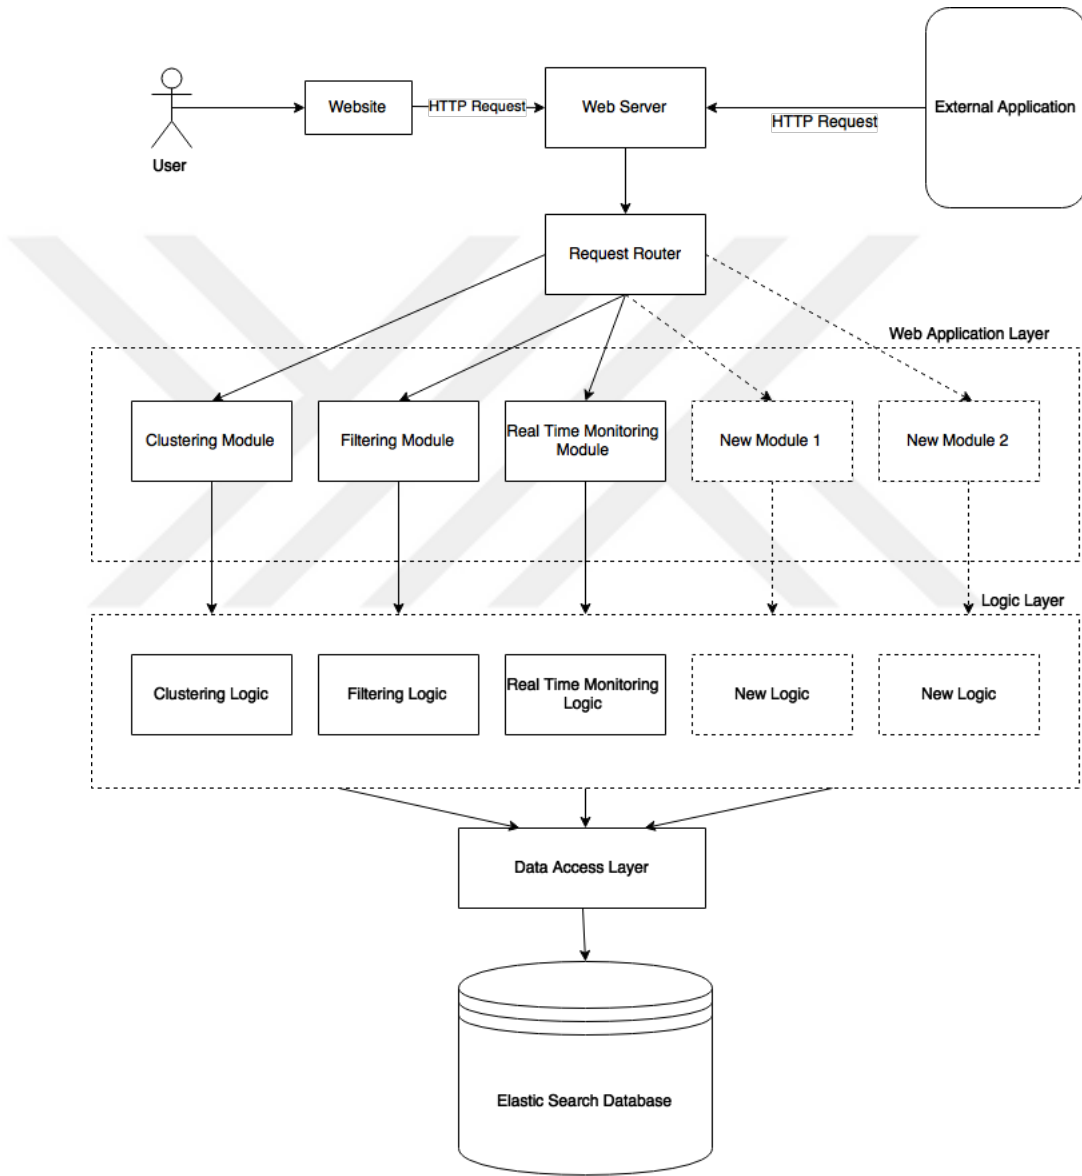 Website
HTTP Request
Web Server
HTTP Request
External Application
User
Request Router
Web Application Layer
Clustering Module
Filtering Module
Real Time Monitoring
Module
New Module 1
New Module 2
Logic Layer
Clustering Logic
Filtering Logic
Real Time Monitoring
Logic
New Logic
New Logic
Data Access Layer
Elastic Search Database